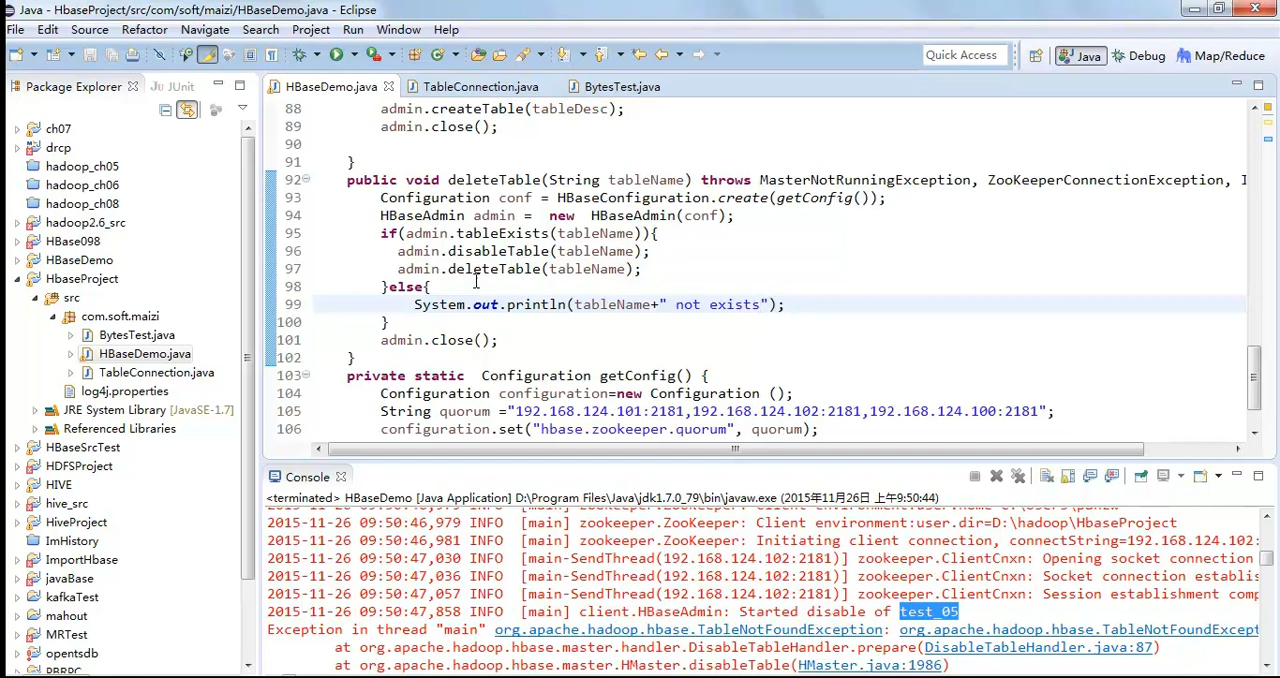 Java - HbaseProject/src/com/soft/maizi/HBaseDemo.java - Eclipse
File Edit Source Refactor Navigate Search Project Run Window Help
Quick Access
Java
Debug
Map/Reduce
Package Explorer
JUnit
HBaseDemo.java
TableConnection.java
BytesTest.java
ch07
drcp
hadoop_ch05
hadoop_ch06
hadoop_ch08
hadoop2.6_src
HBase098
HBaseDemo
HbaseProject
src
com.soft.maizi
BytesTest.java
HBaseDemo.java
TableConnection.java
log4j.properties
JRE System Library [JavaSE-1.7]
Referenced Libraries
HBaseSrcTest
HDFSProject
HIVE
hive_src
HiveProject
ImHistory
ImportHbase
javaBase
kafkaTest
mahout
MRTest
opentsdb
88 admin.createTable(tableDesc);
89 admin.close();
90
91 }
92 public void deleteTable(String tableName) throws MasterNotRunningException, ZooKeeperConnectionException, I
93 Configuration conf = HBaseConfiguration.create(getConfig());
94 HBaseAdmin admin = new HBaseAdmin(conf);
95 if(admin.tableExists(tableName)){
96 admin.disableTable(tableName);
97 admin.deleteTable(tableName);
98 }else{
99 System.out.println(tableName+" not exists");
100 }
101 admin.close();
102 }
103 private static Configuration getConfig() {
104 Configuration configuration=new Configuration ();
105 String quorum ="192.168.124.101:2181,192.168.124.102:2181,192.168.124.100:2181";
106 configuration.set("hbase.zookeeper.quorum", quorum);
Console
<terminated> HBaseDemo [Java Application] D:\Program Files\Java\jdk1.7.0_79\bin\javaw.exe (2015年11月26日 上午9:50:44)
2015-11-26 09:50:46,979 INFO [main] zookeeper.ZooKeeper: Client environment:user.dir=D:\hadoop\HbaseProject
2015-11-26 09:50:46,981 INFO [main] zookeeper.ZooKeeper: Initiating client connection, connectString=192.168.124.102:
2015-11-26 09:50:47,030 INFO [main-SendThread(192.168.124.102:2181)] zookeeper.ClientCnxn: Opening socket connection
2015-11-26 09:50:47,036 INFO [main-SendThread(192.168.124.102:2181)] zookeeper.ClientCnxn: Socket connection establis
2015-11-26 09:50:47,057 INFO [main-SendThread(192.168.124.102:2181)] zookeeper.ClientCnxn: Session establishment comp
2015-11-26 09:50:47,858 INFO [main] client.HBaseAdmin: Started disable of test_05
Exception in thread "main" org.apache.hadoop.hbase.TableNotFoundException: org.apache.hadoop.hbase.TableNotFoundExcept
at org.apache.hadoop.hbase.master.handler.DisableTableHandler.prepare(DisableTableHandler.java:87)
at org.apache.hadoop.hbase.master.HMaster.disableTable(HMaster.java:1986)